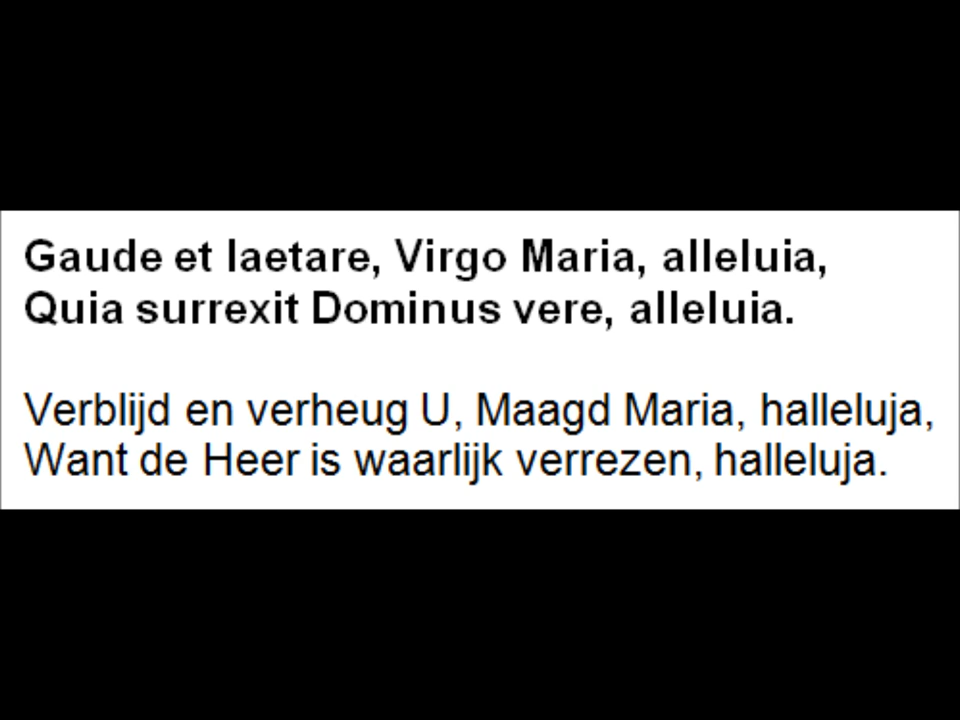 Gaude et laetare, Virgo Maria, alleluia,
Quia surrexit Dominus vere, alleluia.
Verblijd en verheug U, Maagd Maria, halleluja,
Want de Heer is waarlijk verrezen, halleluja.